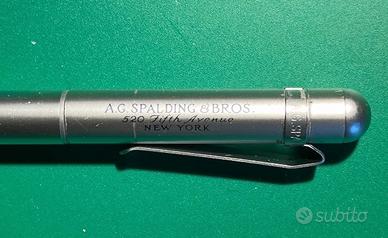 A.G. SPALDING & BROS.
520 Fifth Avenue
NEW YORK
subito